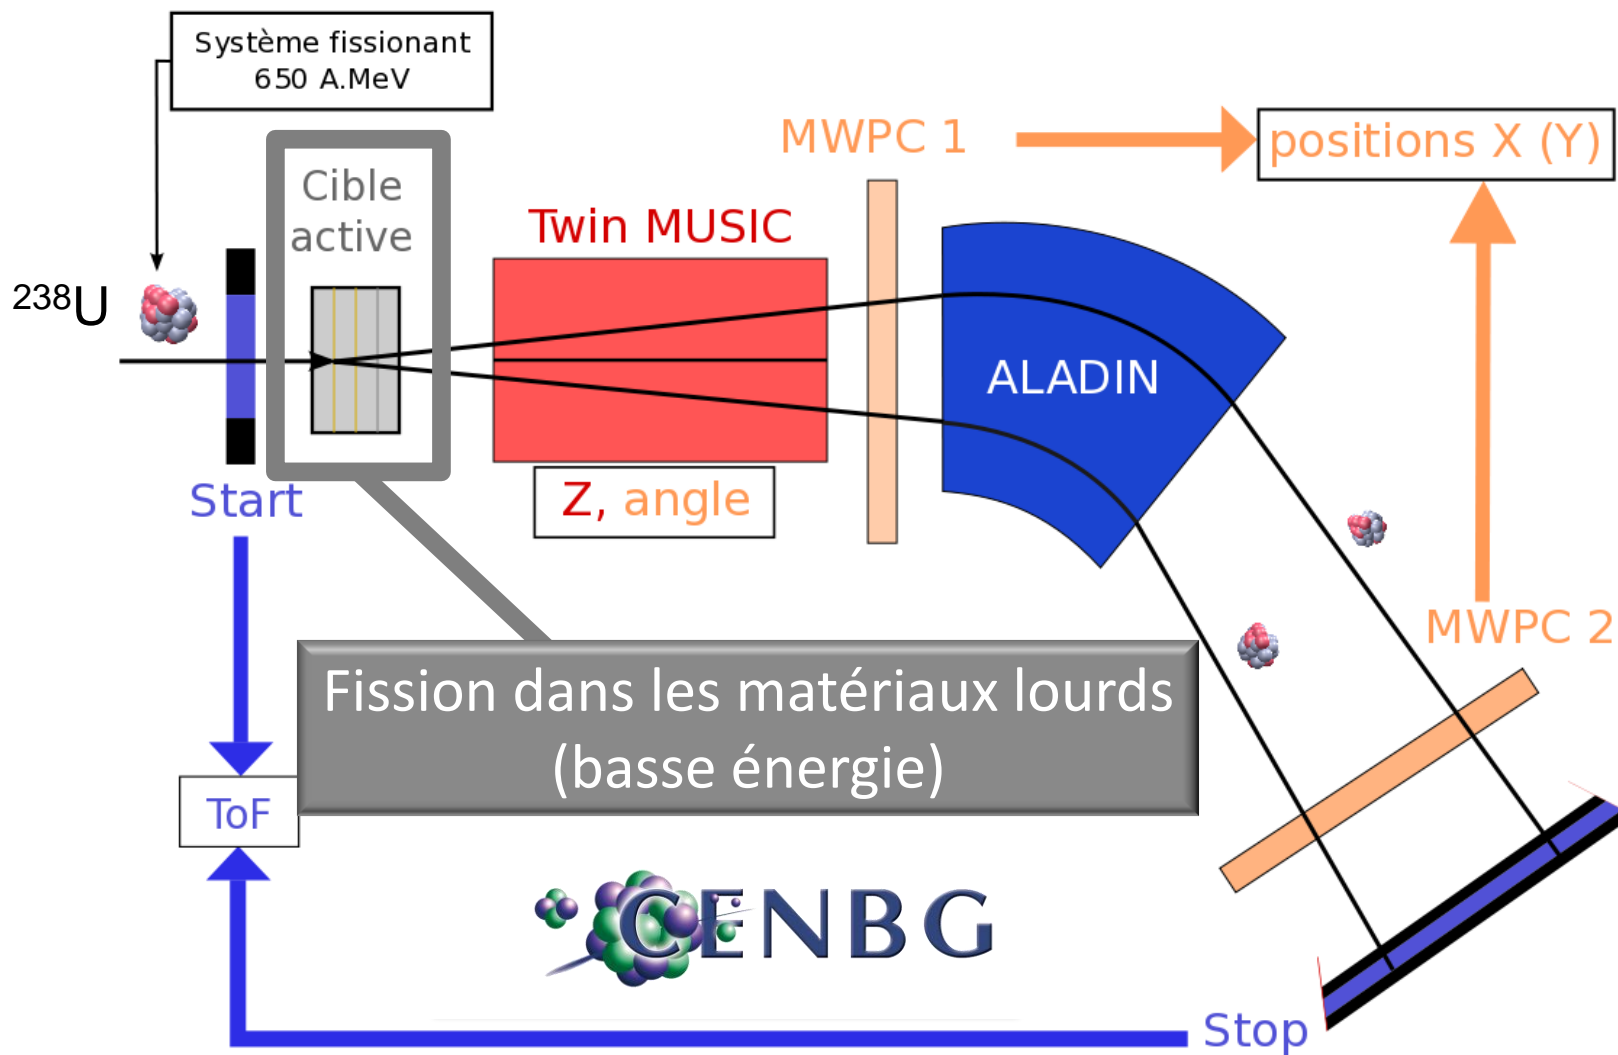 Système fissionant
650 A.MeV
MWPC 1
positions X (Y)
Cible
active
Twin MUSIC
²³⁸U
ALADIN
Start
Z, angle
MWPC 2
Fission dans les matériaux lourds
(basse énergie)
ToF
CENBG
Stop